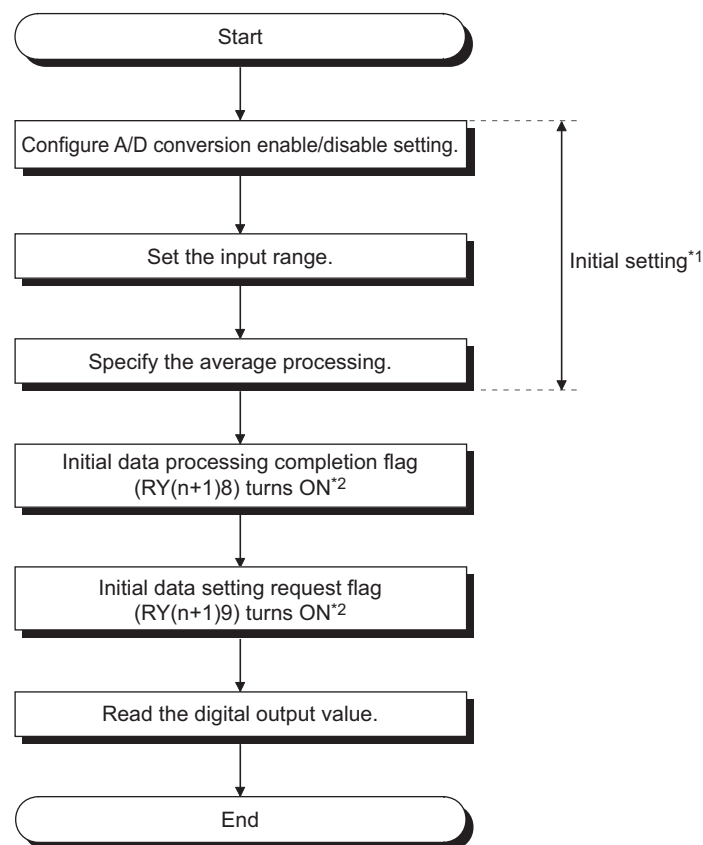 Start
Configure A/D conversion enable/disable setting.
Set the input range.
Initial setting*1
Specify the average processing.
Initial data processing completion flag
(RY(n+1)8) turns ON*2
Initial data setting request flag
(RY(n+1)9) turns ON*2
Read the digital output value.
End